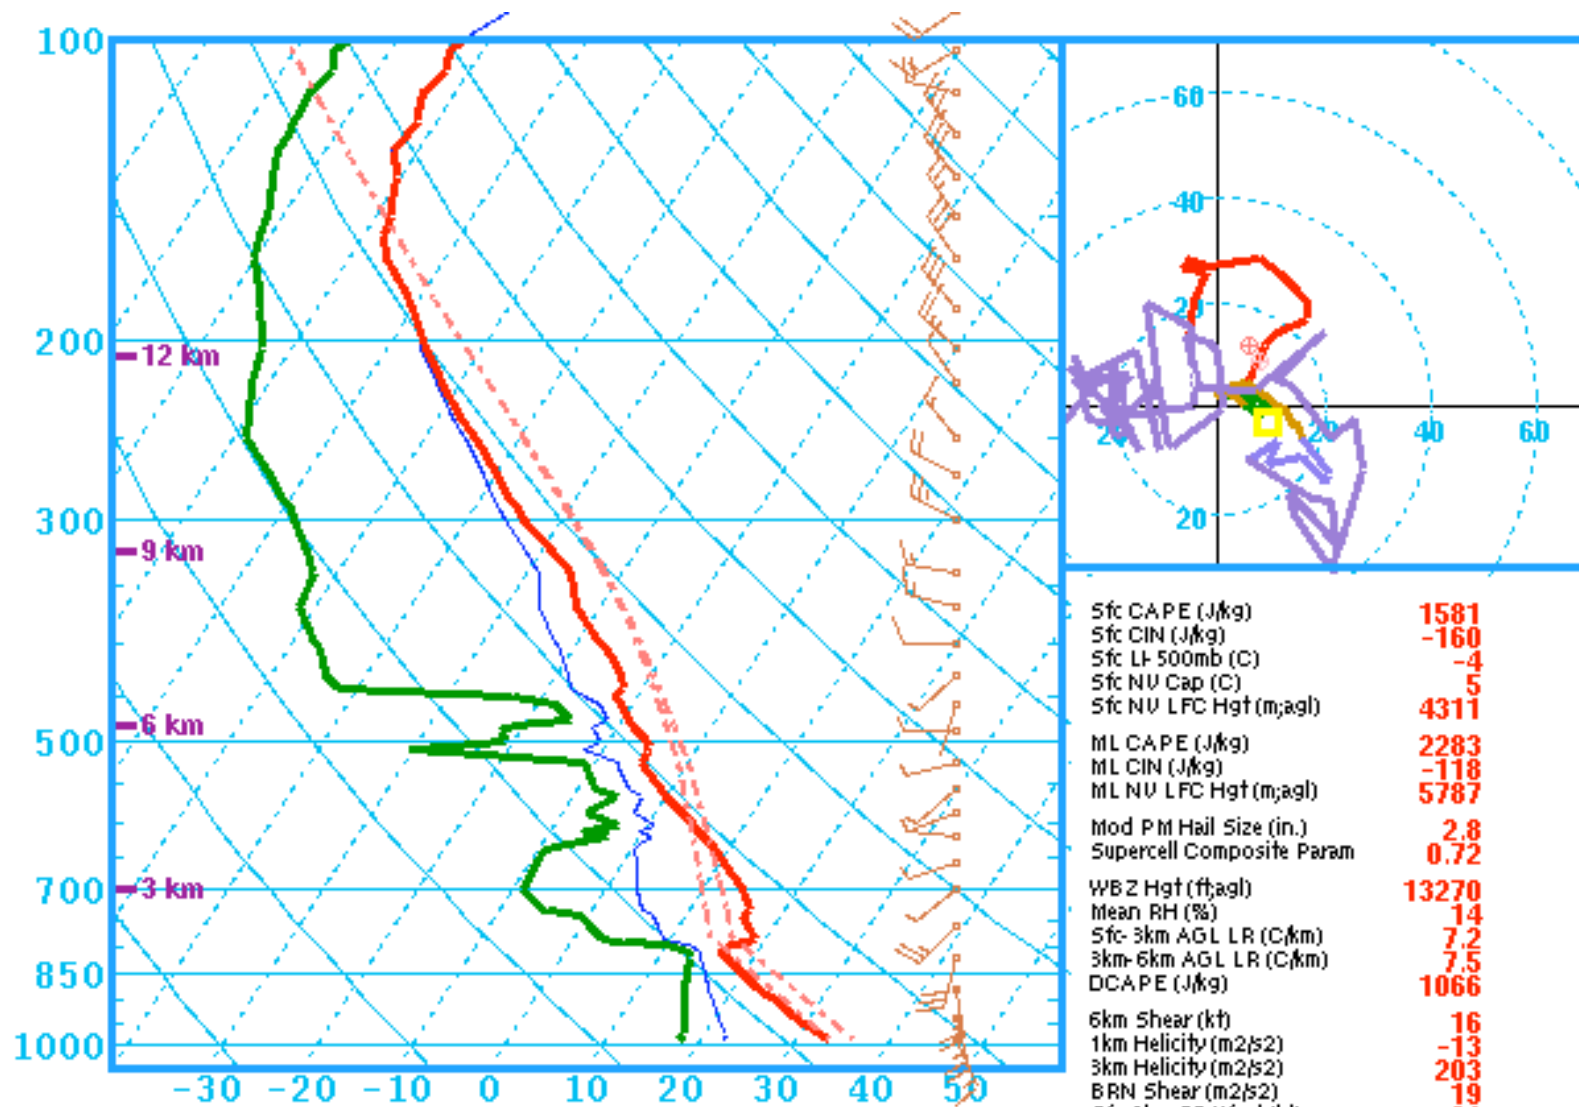 100
200
12 km
300
9 km
6 km
500
700
3 km
850
1000
-30 -20 -10 0 10 20 30 40 50
60
40
20
20 20 40 60
20
Sfc CAPE (J/kg) 1581
Sfc CIN (J/kg) -160
Sfc LI-500mb (C) -4
Sfc NV Cap (C) 5
Sfc NV LFC Hgt (m;agl) 4311
ML CAPE (J/kg) 2283
ML CIN (J/kg) -118
ML NV LFC Hgt (m;agl) 5787
Mod PM Hail Size (in.) 2.8
Supercell Composite Param 0.72
WBZ Hgt (ft;agl) 13270
Mean RH (%) 14
Sfc-3km AGL LR (C/km) 7.2
3km-6km AGL LR (C/km) 7.5
DCAPE (J/kg) 1066
6km Shear (kt) 16
1km Helicity (m2/s2) -13
3km Helicity (m2/s2) 203
BRN Shear (m2/s2) 19